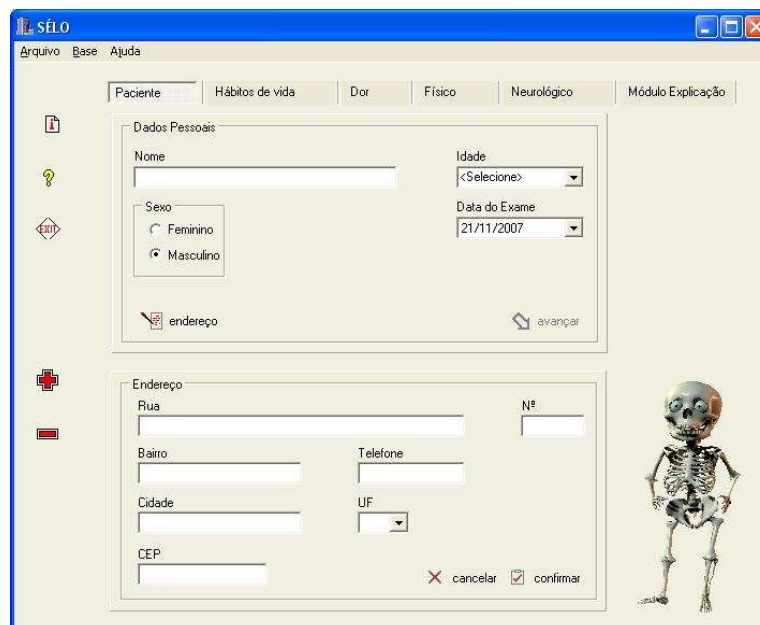 SÉLO
Arquivo Base Ajuda
Paciente Hábitos de vida Dor Físico Neurológico Módulo Explicação
Dados Pessoais
Nome Idade
<Selecione>
Sexo Data do Exame
Feminino 21/11/2007
Masculino
EXIT
endereço avançar
Endereço
Rua Nº
Bairro Telefone
Cidade UF
CEP
cancelar confirmar